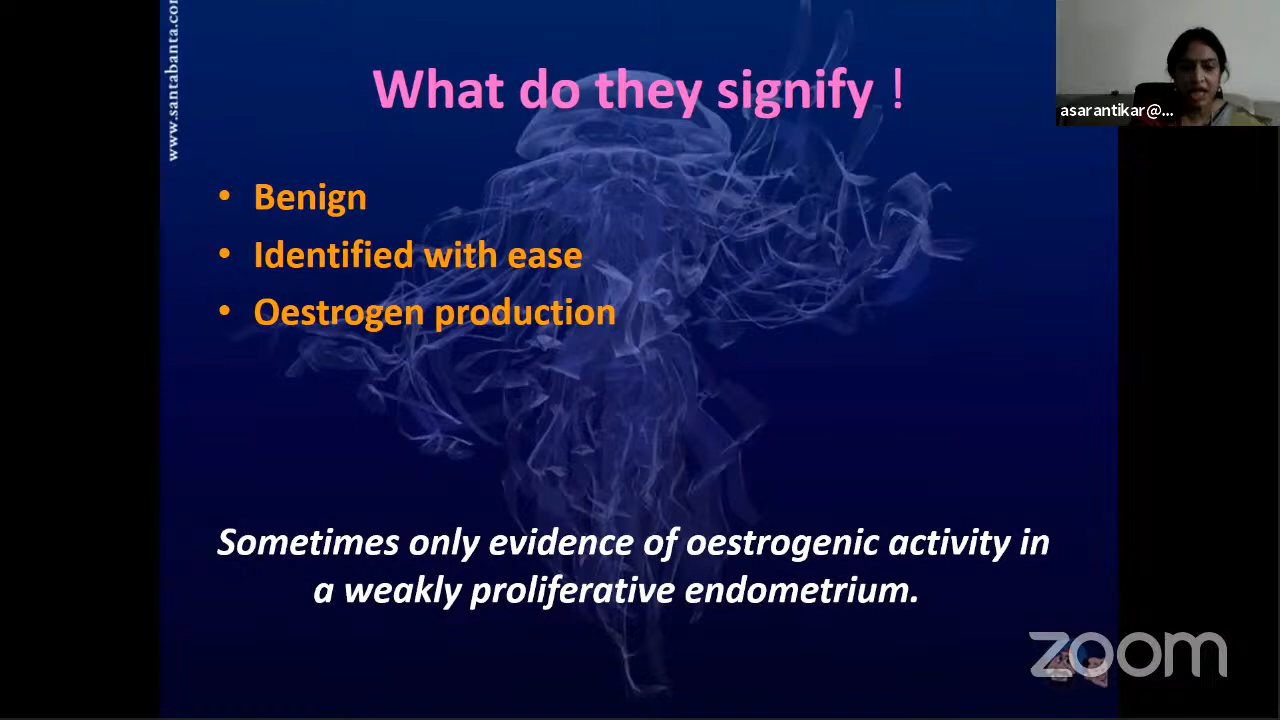 www.santabanta.com
What do they signify !
asarantikar@...
• Benign
• Identified with ease
• Oestrogen production
Sometimes only evidence of oestrogenic activity in
a weakly proliferative endometrium.
zoom